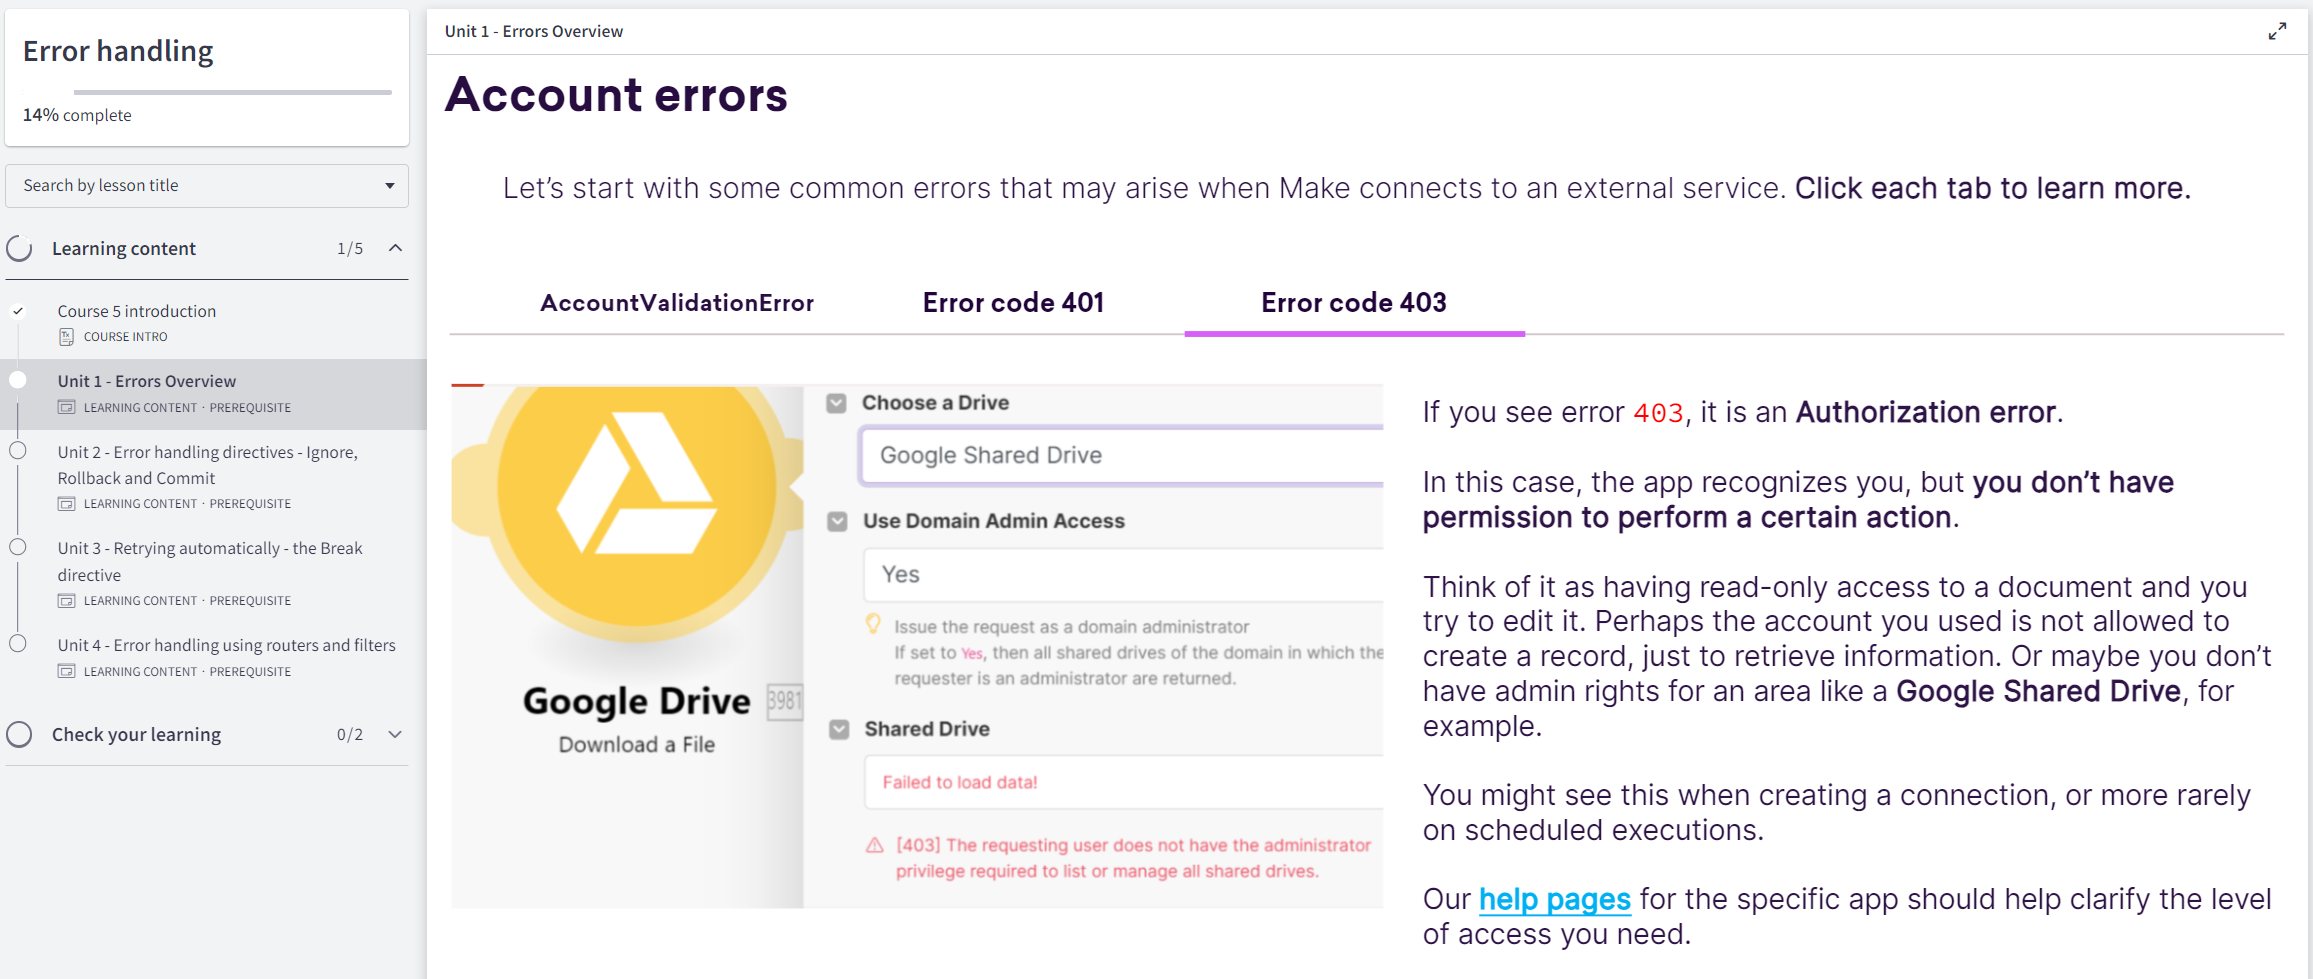 Error handling
14% complete
Search by lesson title
Learning content 1/5
Course 5 introduction
COURSE INTRO
Unit 1 - Errors Overview
LEARNING CONTENT · PREREQUISITE
Unit 2 - Error handling directives - Ignore,
Rollback and Commit
LEARNING CONTENT · PREREQUISITE
Unit 3 - Retrying automatically - the Break
directive
LEARNING CONTENT · PREREQUISITE
Unit 4 - Error handling using routers and filters
LEARNING CONTENT · PREREQUISITE
Check your learning 0/2
Unit 1 - Errors Overview
Account errors
Let's start with some common errors that may arise when Make connects to an external service. Click each tab to learn more.
AccountValidationError
Error code 401
Error code 403
Google Drive 3981
Download a File
Choose a Drive
Google Shared Drive
Use Domain Admin Access
Yes
Issue the request as a domain administrator
If set to Yes, then all shared drives of the domain in which the
requester is an administrator are returned.
Shared Drive
Failed to load data!
[403] The requesting user does not have the administrator
privilege required to list or manage all shared drives.
If you see error 403, it is an Authorization error.
In this case, the app recognizes you, but you don't have
permission to perform a certain action.
Think of it as having read-only access to a document and you
try to edit it. Perhaps the account you used is not allowed to
create a record, just to retrieve information. Or maybe you don't
have admin rights for an area like a Google Shared Drive, for
example.
You might see this when creating a connection, or more rarely
on scheduled executions.
Our help pages for the specific app should help clarify the level
of access you need.